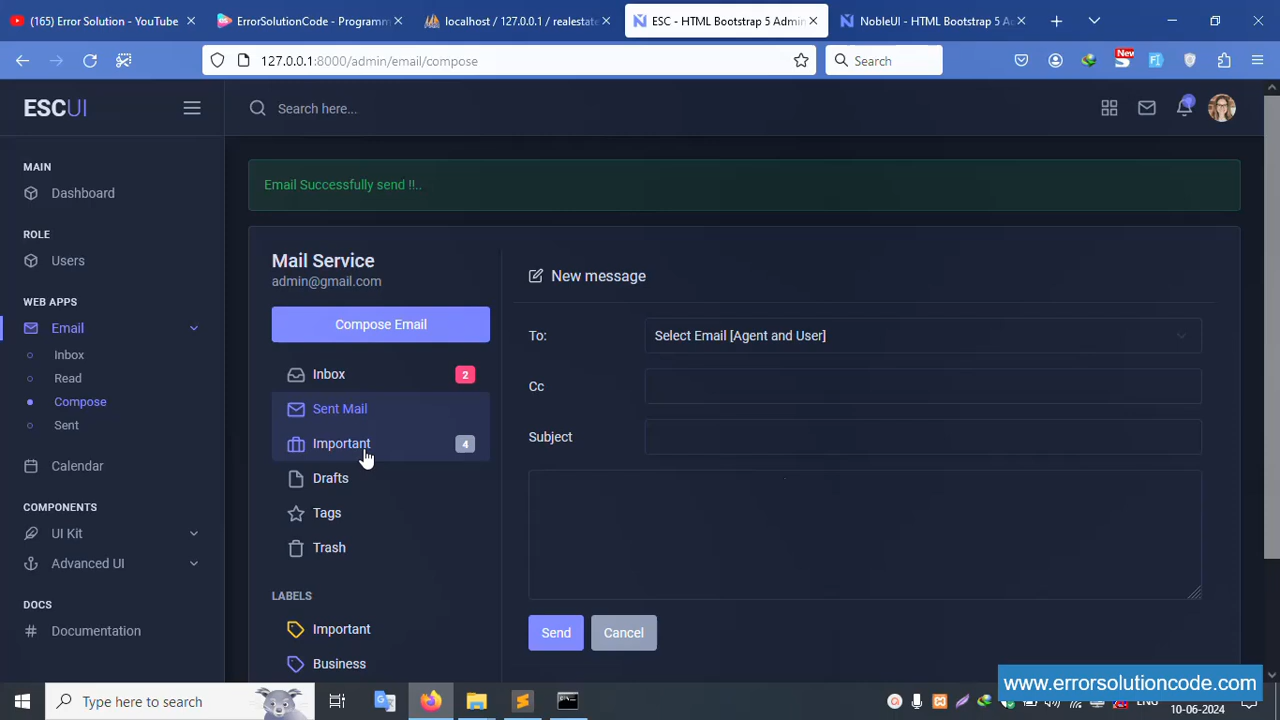 (165) Error Solution - YouTube
ErrorSolutionCode - Programm
localhost / 127.0.0.1 / realestate
ESC - HTML Bootstrap 5 Admin
NobleUI - HTML Bootstrap 5 Ad
127.0.0.1:8000/admin/email/compose
Search
New
ESCUI
Search here...
MAIN
Dashboard
ROLE
Users
WEB APPS
Email
Inbox
Read
Compose
Sent
Calendar
COMPONENTS
UI Kit
Advanced UI
DOCS
Documentation
Email Successfully send !!..
Mail Service
admin@gmail.com
Compose Email
Inbox 2
Sent Mail
Important 4
Drafts
Tags
Trash
LABELS
Important
Business
New message
To: Select Email [Agent and User]
Cc
Subject
Send Cancel
www.errorsolutioncode.com
Type here to search
ENG
10-06-2024